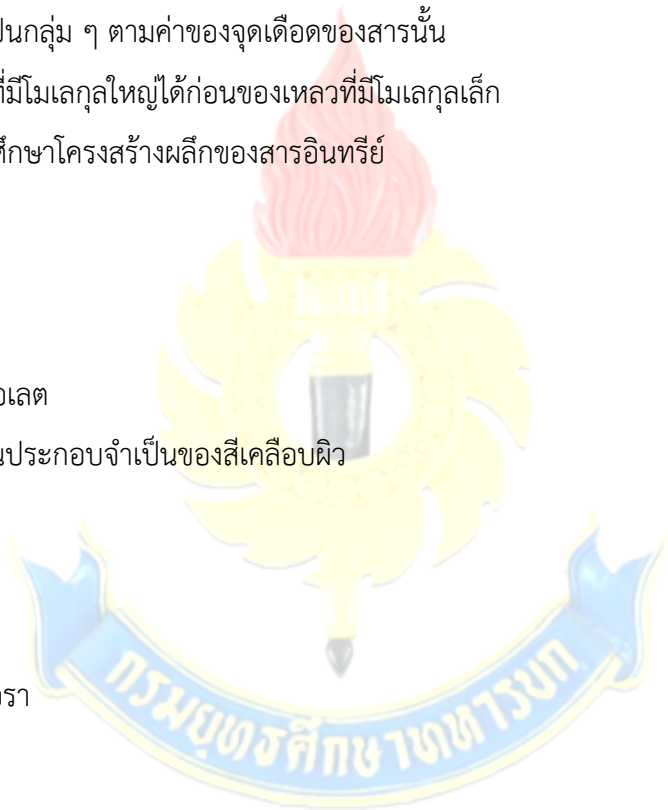 ป็นกลุ่ม ๆ ตามค่าของจุดเดือดของสารนั้น
ที่มีโมเลกุลใหญ่ได้ก่อนของเหลวที่มีโมเลกุลเล็ก
ศึกษาโครงสร้างผลึกของสารอินทรีย์
อเลต
นประกอบจำเป็นของสีเคลือบผิว
อรา
กรมยุทธศึกษาทหารบก